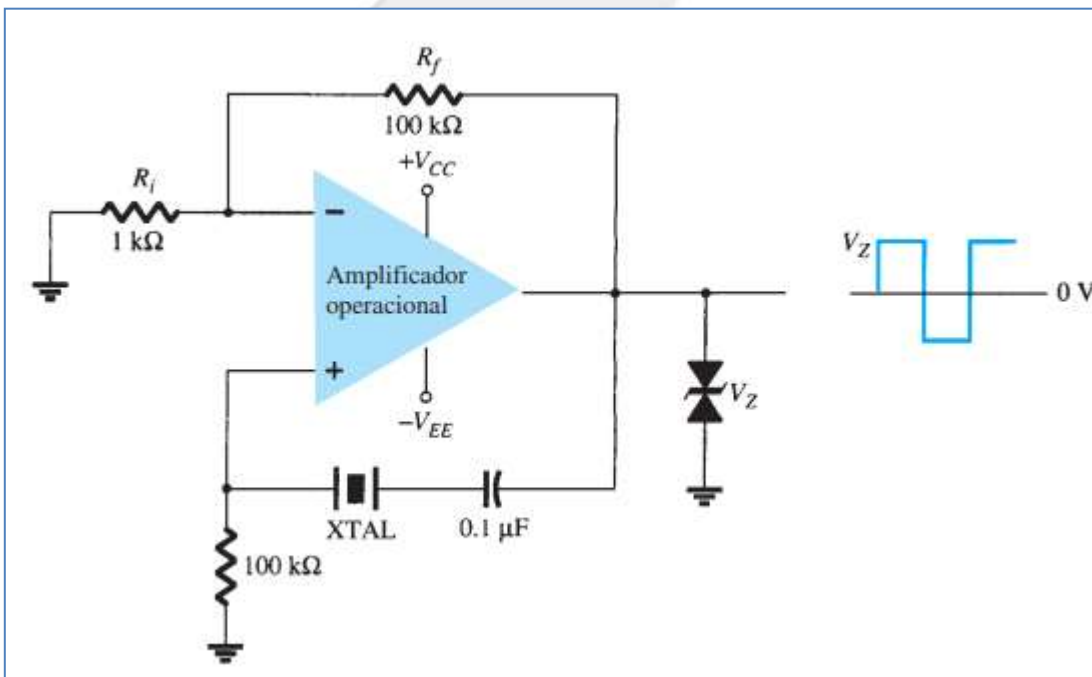 R_f
100 kΩ
+V_CC
R_i
1 kΩ
−
Amplificador
operacional
V_Z
0 V
+
−V_EE
V_Z
XTAL
0.1 μF
100 kΩ